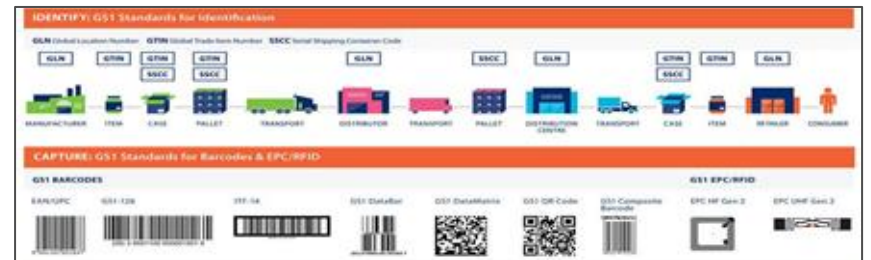 IDENTIFY: GS1 Standards for Identification
GLN Global Location Number GTIN Global Trade Item Number SSCC Serial Shipping Container Code
GLN GTIN GTIN GTIN GLN SSCC GLN GTIN GTIN GLN
SSCC SSCC SSCC
MANUFACTURER ITEM CASE PALLET TRANSPORT DISTRIBUTOR TRANSPORT PALLET DISTRIBUTION CENTRE TRANSPORT CASE ITEM RETAILER CONSUMER
CAPTURE: GS1 Standards for Barcodes & EPC/RFID
GS1 BARCODES GS1 EPC/RFID
EAN/UPC GS1-128 ITF-14 GS1 DataBar GS1 DataMatrix GS1 QR Code GS1 Composite Barcode EPC HF Gen 2 EPC UHF Gen 2